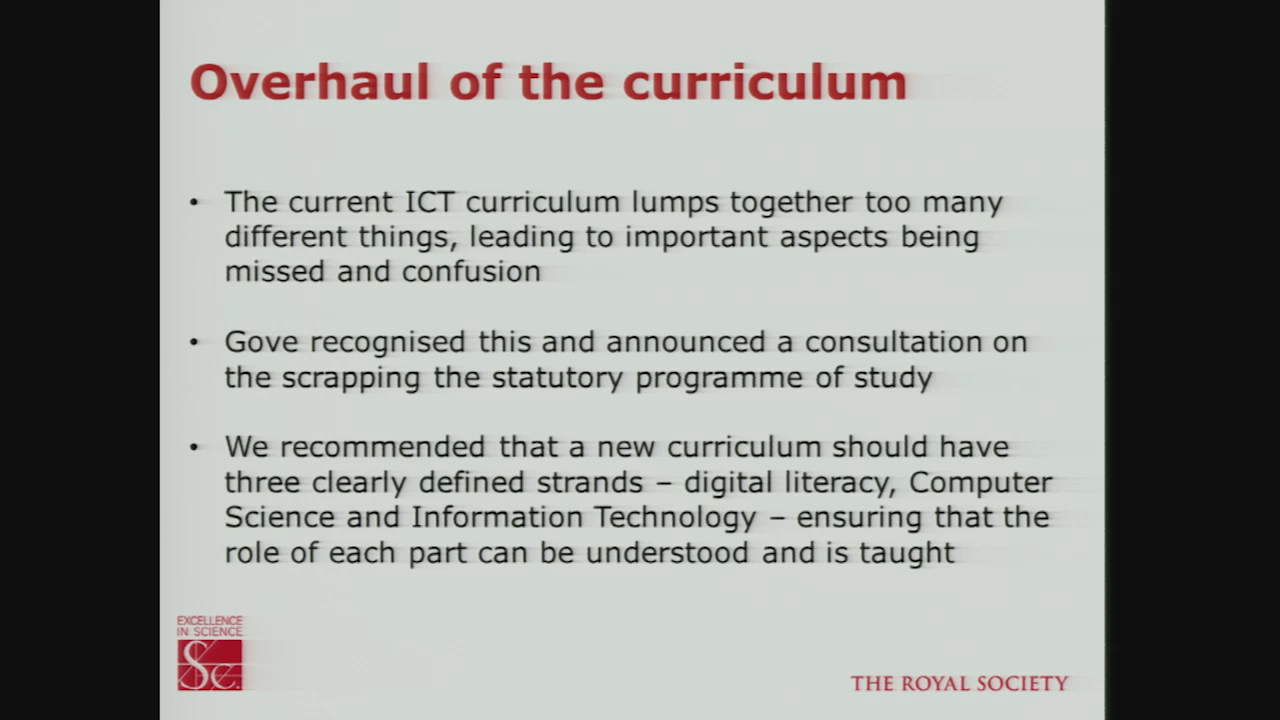 Overhaul of the curriculum
• The current ICT curriculum lumps together too many
different things, leading to important aspects being
missed and confusion
• Gove recognised this and announced a consultation on
the scrapping the statutory programme of study
• We recommended that a new curriculum should have
three clearly defined strands – digital literacy, Computer
Science and Information Technology – ensuring that the
role of each part can be understood and is taught
EXCELLENCE
IN SCIENCE
Sc.
THE ROYAL SOCIETY